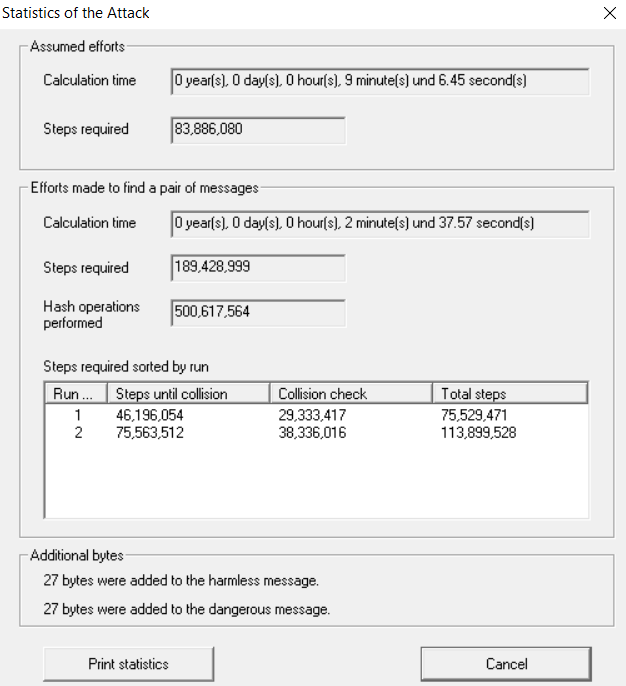 Statistics of the Attack
Assumed efforts
Calculation time 0 year(s), 0 day(s), 0 hour(s), 9 minute(s) und 6.45 second(s)
Steps required 83,886,080
Efforts made to find a pair of messages
Calculation time 0 year(s), 0 day(s), 0 hour(s), 2 minute(s) und 37.57 second(s)
Steps required 189,428,999
Hash operations
performed 500,617,564
Steps required sorted by run
Run ... Steps until collision Collision check Total steps
1 46,196,054 29,333,417 75,529,471
2 75,563,512 38,336,016 113,899,528
Additional bytes
27 bytes were added to the harmless message.
27 bytes were added to the dangerous message.
Print statistics Cancel